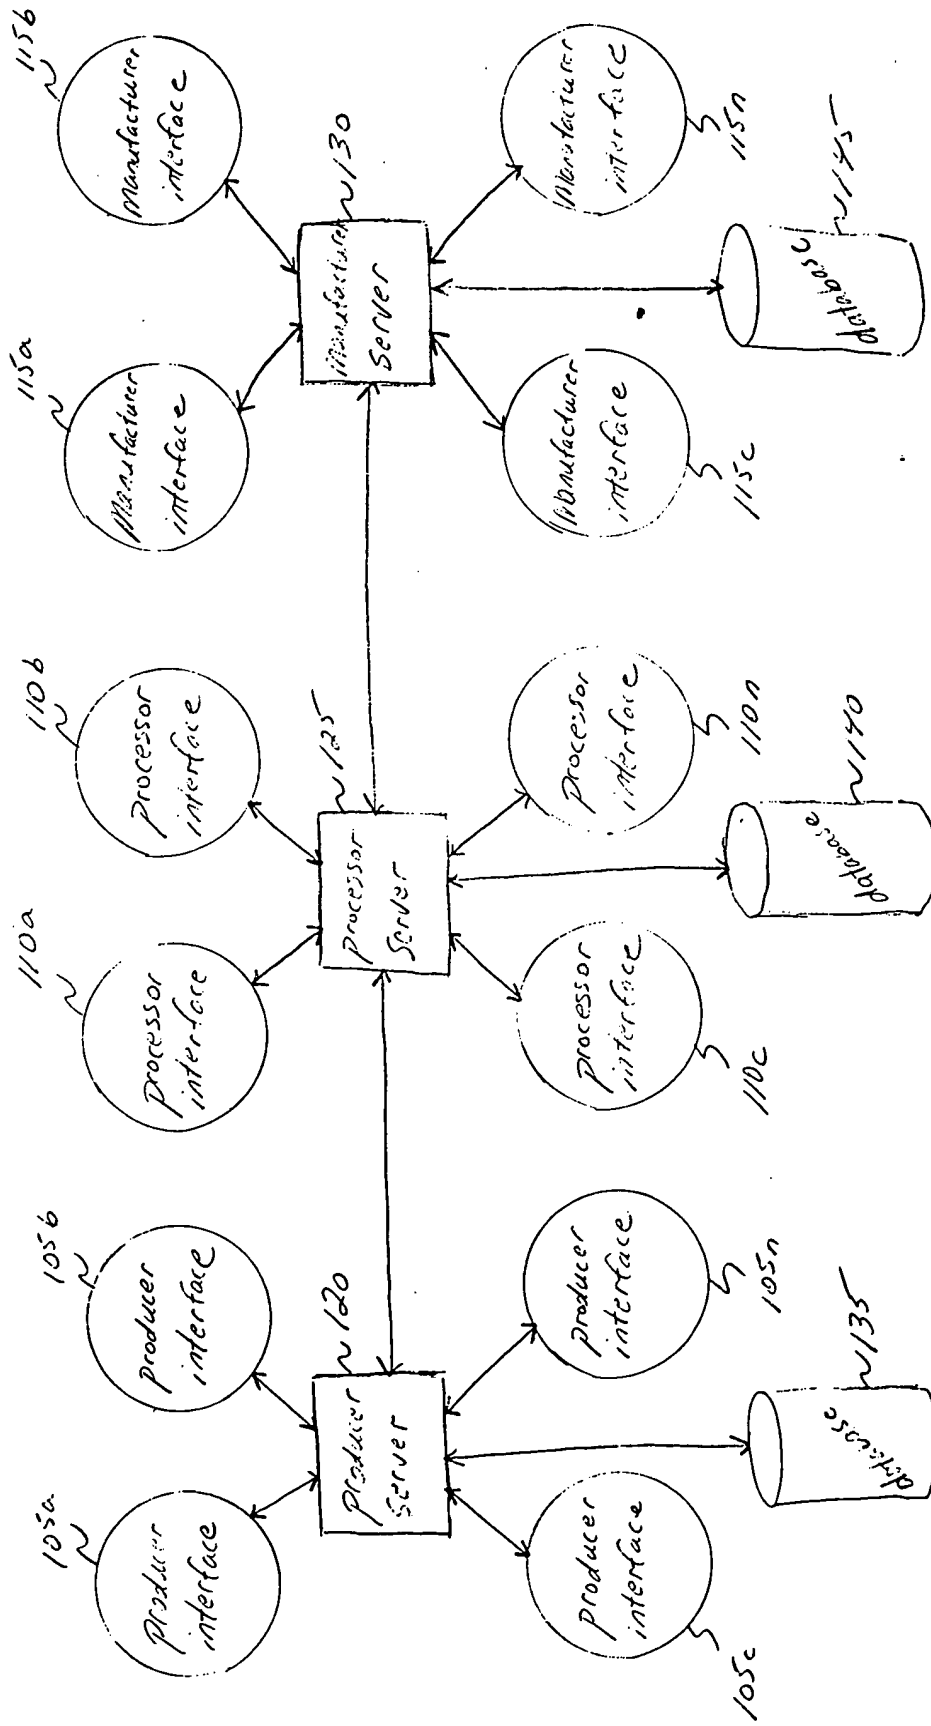 105a
105b
110a
110b
115a
115b
producer
interface
producer
interface
processor
interface
processor
interface
Manufacturer
interface
Manufacturer
interface
120
125
130
producer
server
processor
server
Manufacturer
server
producer
interface
producer
interface
processor
interface
processor
interface
Manufacturer
interface
Manufacturer
interface
105c
105n
110c
110n
115c
115n
135
140
145
database
database
database